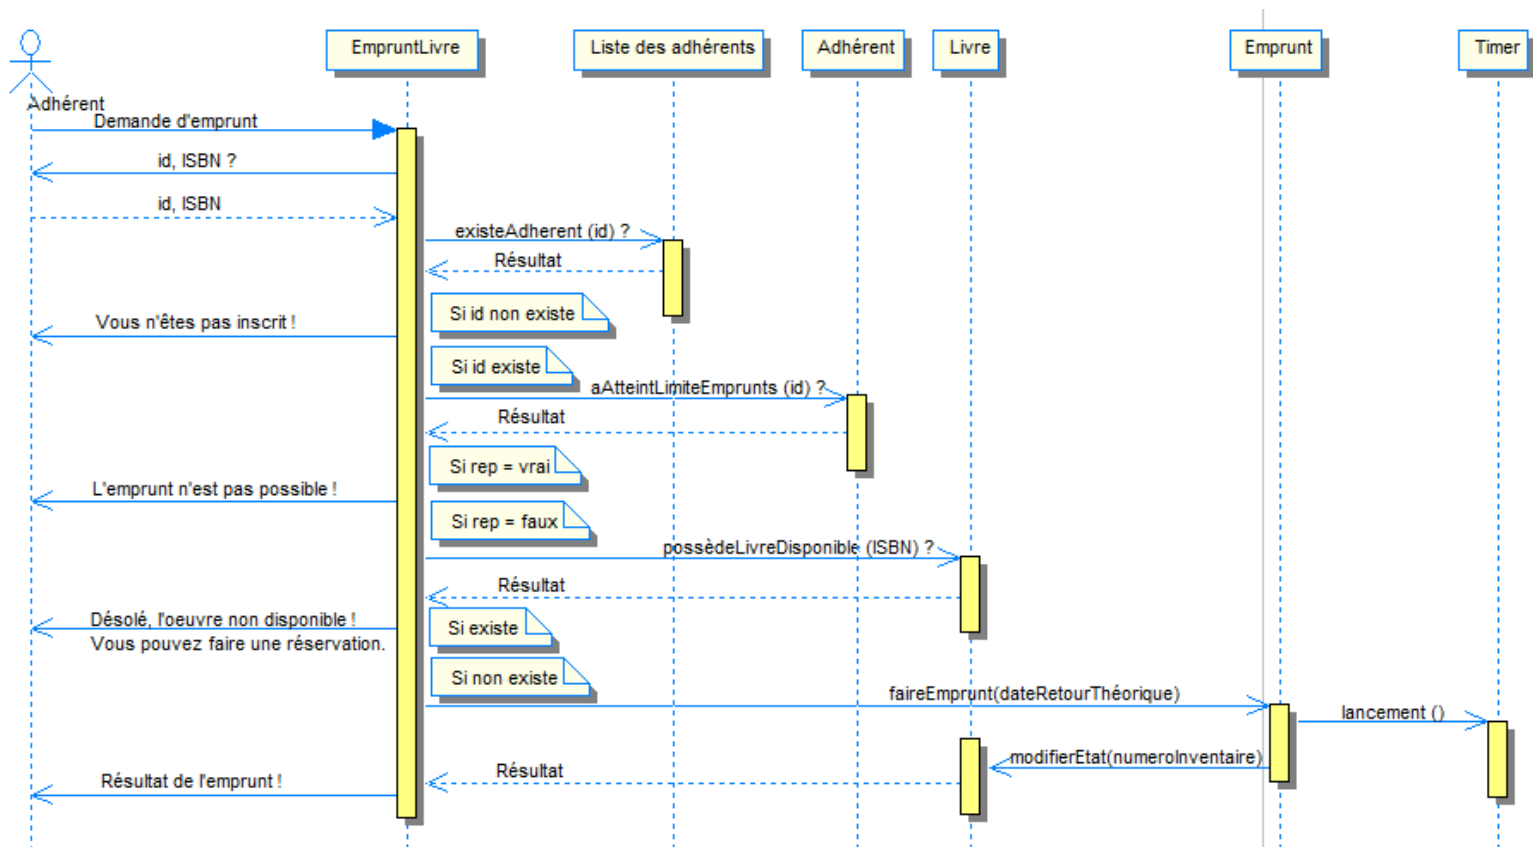 EmpruntLivre
Liste des adhérents
Adhérent
Livre
Emprunt
Timer
Adhérent
Demande d'emprunt
id, ISBN ?
id, ISBN
existeAdherent (id) ?
Résultat
Si id non existe
Vous n'êtes pas inscrit !
Si id existe
aAtteintLimiteEmprunts (id) ?
Résultat
Si rep = vrai
L'emprunt n'est pas possible !
Si rep = faux
possèdeLivreDisponible (ISBN) ?
Résultat
Désolé, l'oeuvre non disponible !
Vous pouvez faire une réservation.
Si existe
Si non existe
faireEmprunt(dateRetourThéorique)
lancement ()
modifierEtat(numeroInventaire)
Résultat
Résultat de l'emprunt !